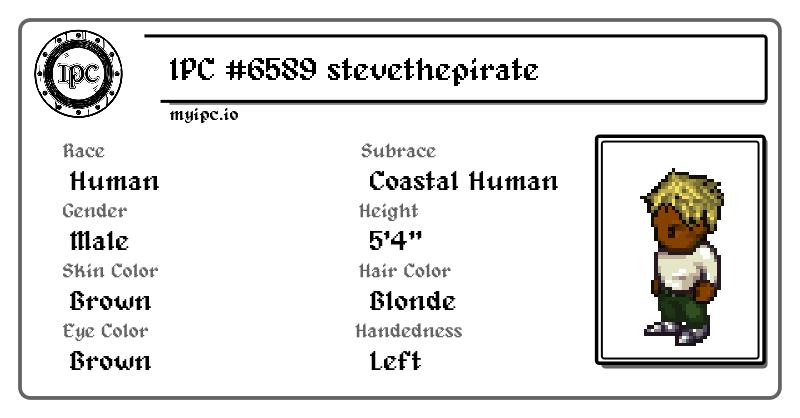 IPC
IPC #6589 stevethepirate
myipc.io
Race
Human
Subrace
Coastal Human
Gender
Male
Height
5'4"
Skin Color
Brown
Hair Color
Blonde
Eye Color
Brown
Handedness
Left